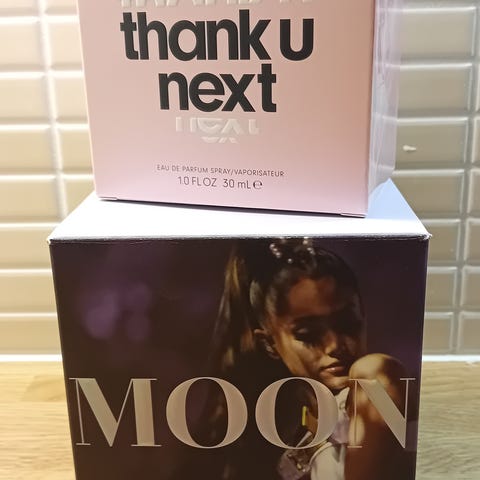 thank u
next
EAU DE PARFUM SPRAY/VAPORISATEUR
1.0 FL OZ 30 mL ℮
MOON